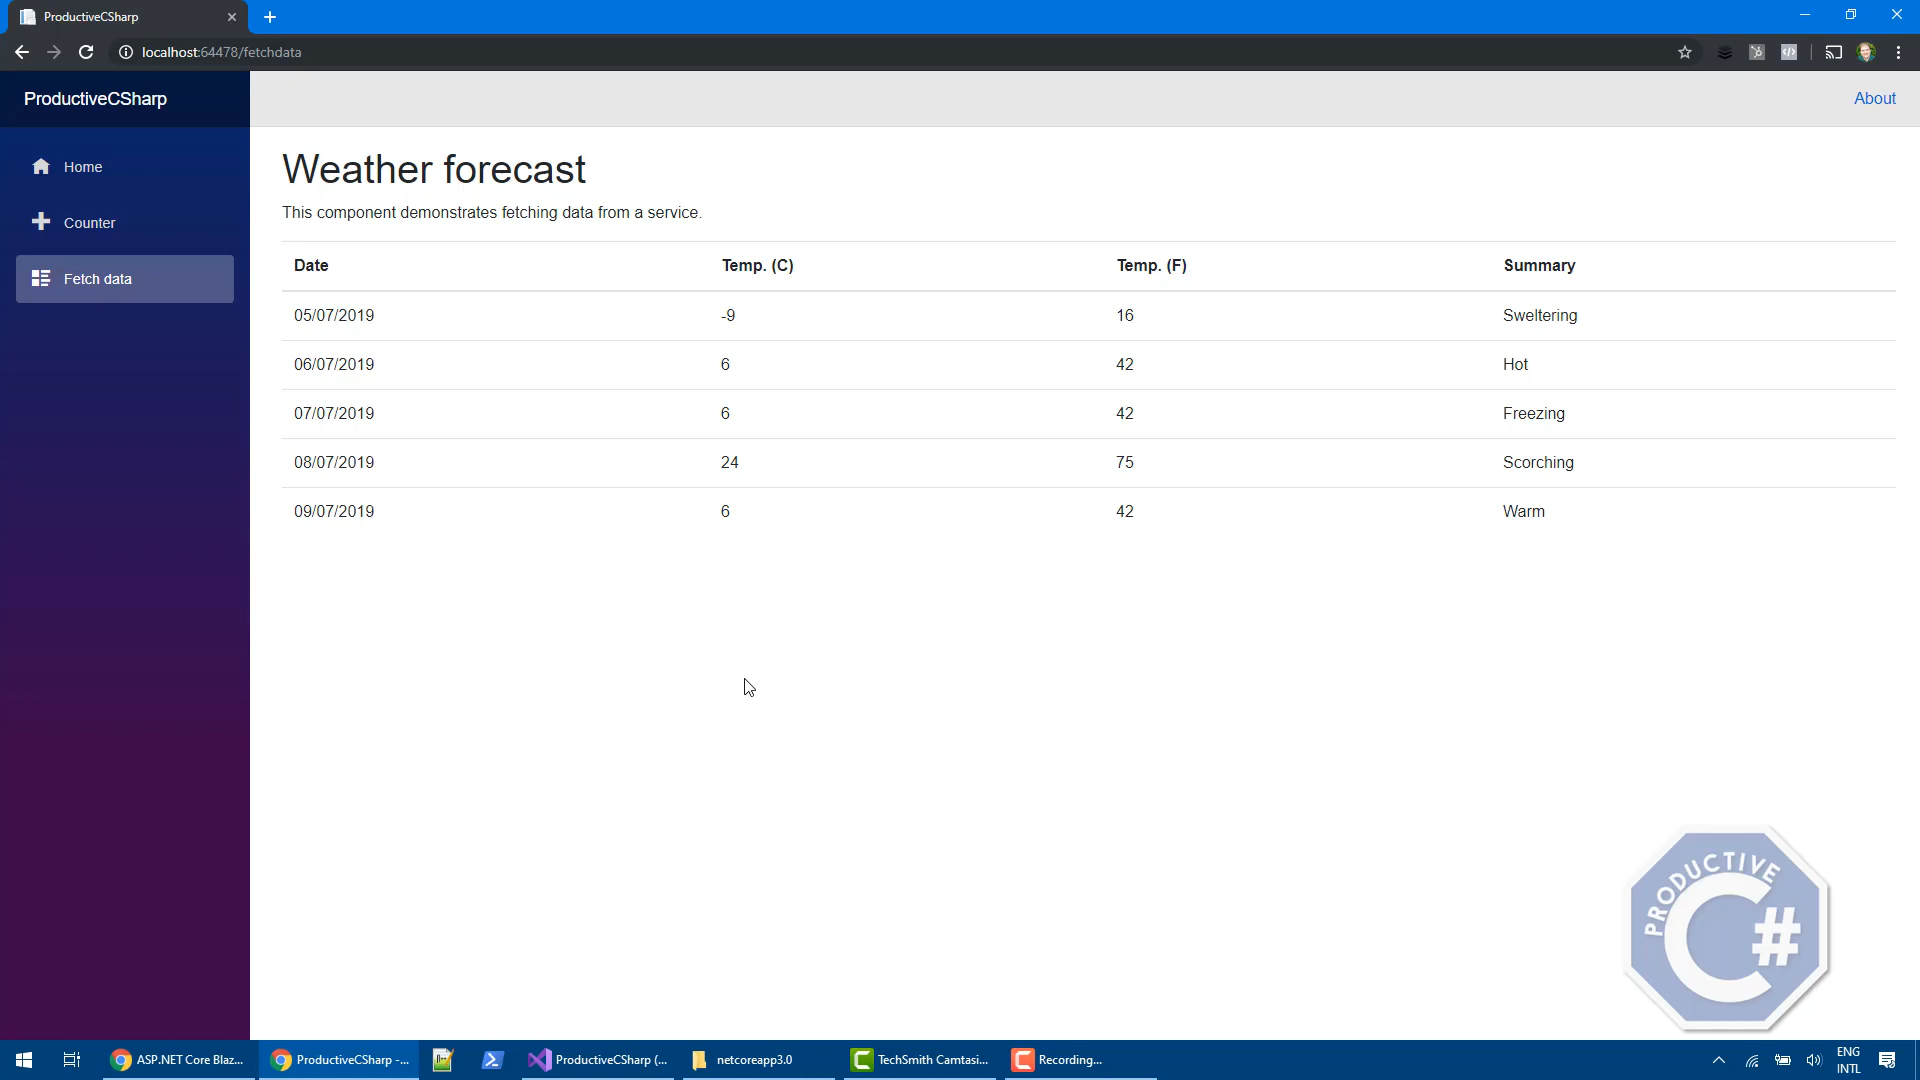 ProductiveCSharp
localhost:64478/fetchdata
ProductiveCSharp
About
Home
Counter
Fetch data
Weather forecast
This component demonstrates fetching data from a service.
Date Temp. (C) Temp. (F) Summary
05/07/2019 -9 16 Sweltering
06/07/2019 6 42 Hot
07/07/2019 6 42 Freezing
08/07/2019 24 75 Scorching
09/07/2019 6 42 Warm
PRODUCTIVE
C#
ASP.NET Core Blaz... ProductiveCSharp -... ProductiveCSharp (... netcoreapp3.0 TechSmith Camtasi... Recording... ENG
INTL